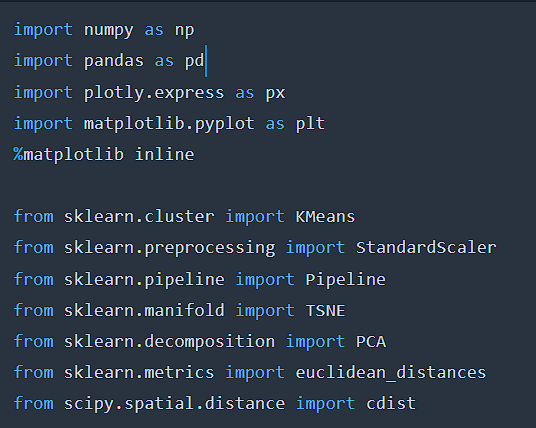 import numpy as np
import pandas as pd
import plotly.express as px
import matplotlib.pyplot as plt
%matplotlib inline
from sklearn.cluster import KMeans
from sklearn.preprocessing import StandardScaler
from sklearn.pipeline import Pipeline
from sklearn.manifold import TSNE
from sklearn.decomposition import PCA
from sklearn.metrics import euclidean_distances
from scipy.spatial.distance import cdist